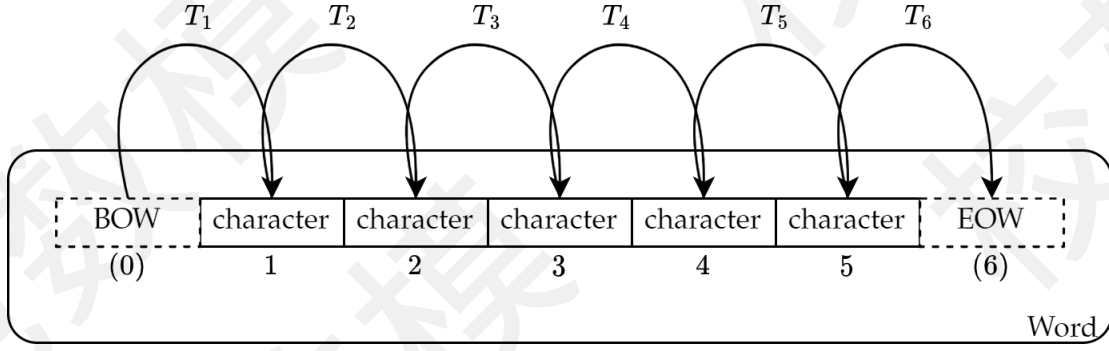 T₁ T₂ T₃ T₄ T₅ T₆
BOW character character character character character EOW
(0) 1 2 3 4 5 (6)
Word